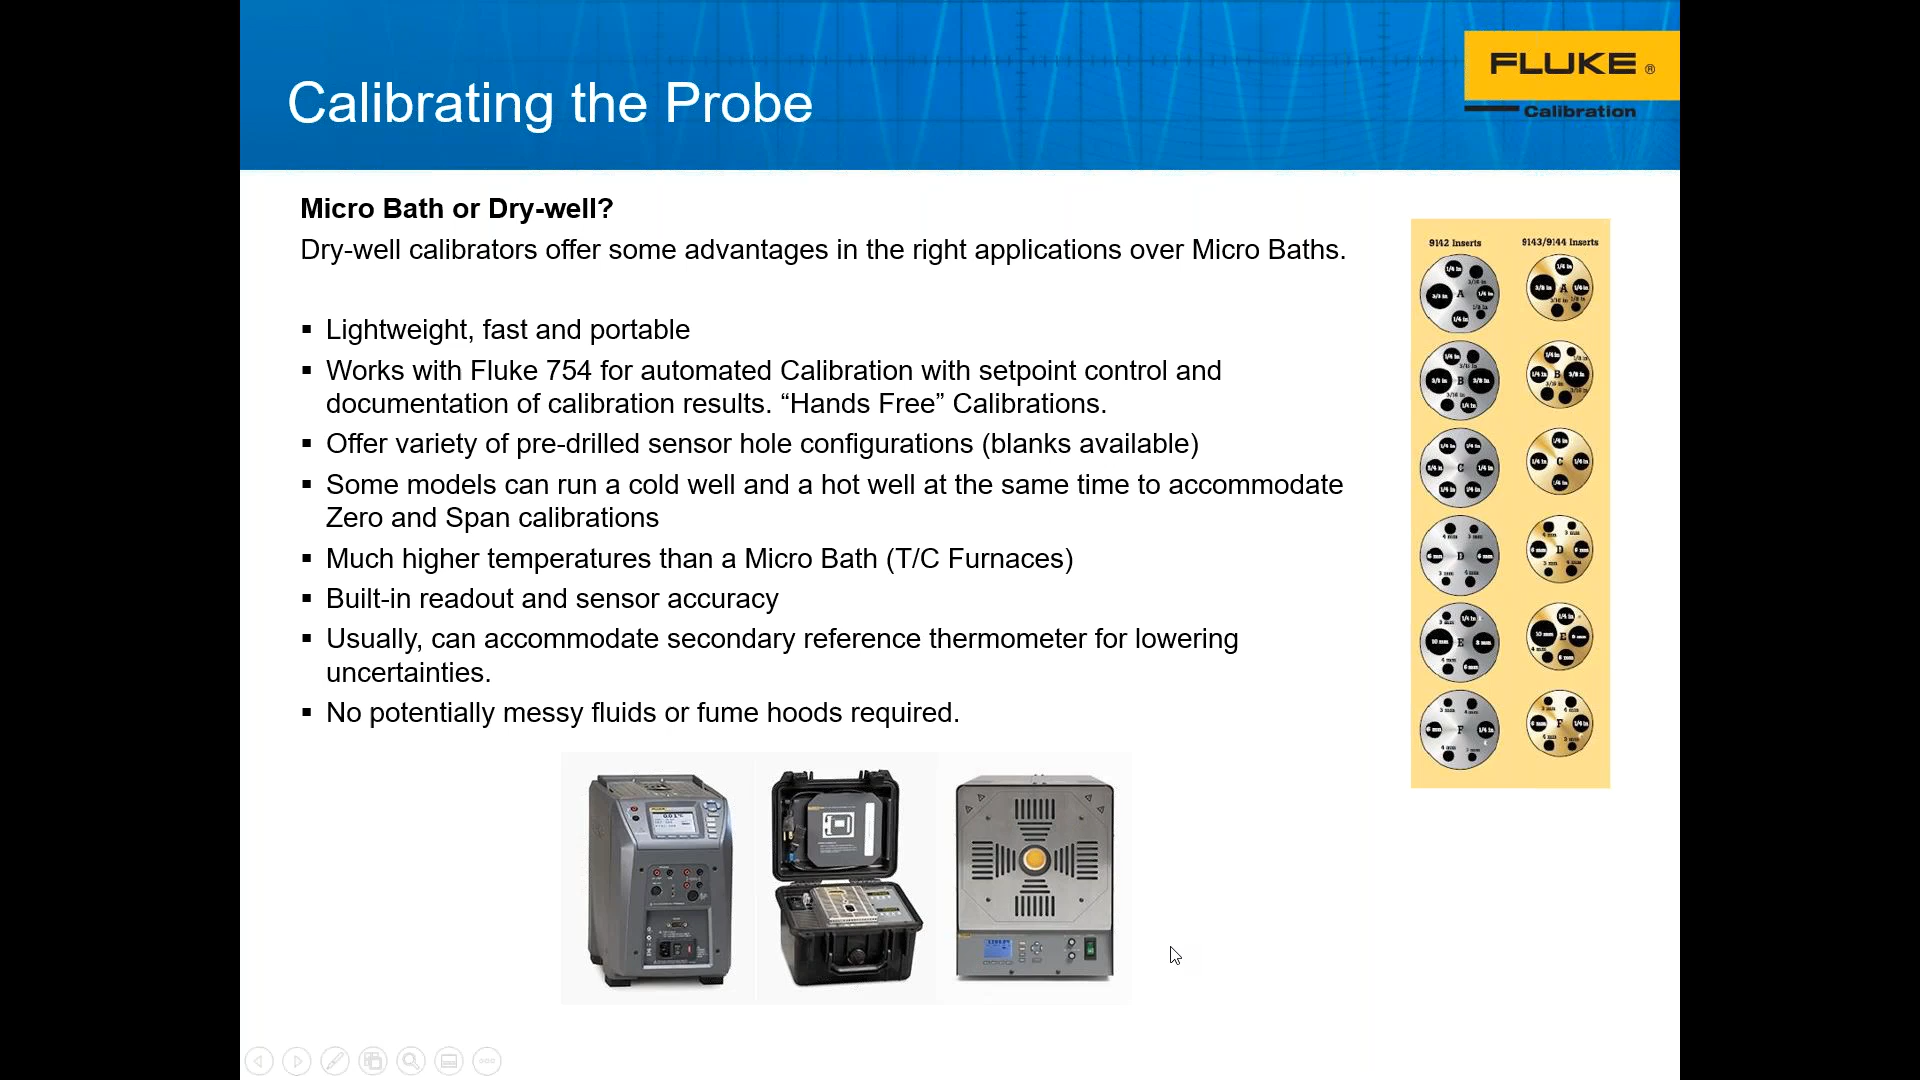 Calibrating the Probe
FLUKE ®
Calibration
Micro Bath or Dry-well?
Dry-well calibrators offer some advantages in the right applications over Micro Baths.
▪ Lightweight, fast and portable
▪ Works with Fluke 754 for automated Calibration with setpoint control and
documentation of calibration results. “Hands Free” Calibrations.
▪ Offer variety of pre-drilled sensor hole configurations (blanks available)
▪ Some models can run a cold well and a hot well at the same time to accommodate
Zero and Span calibrations
▪ Much higher temperatures than a Micro Bath (T/C Furnaces)
▪ Built-in readout and sensor accuracy
▪ Usually, can accommodate secondary reference thermometer for lowering
uncertainties.
▪ No potentially messy fluids or fume hoods required.
9142 Inserts
9143/9144 Inserts
A
A
B
B
C
C
D
D
E
E
F
F